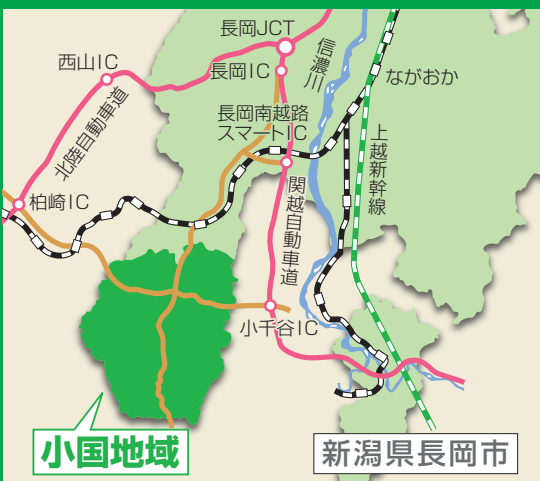 長岡JCT
西山IC
長岡IC
信濃川
ながおか
北陸自動車道
長岡南越路
スマートIC
上越新幹線
関越自動車道
柏崎IC
小千谷IC
小国地域
新潟県長岡市